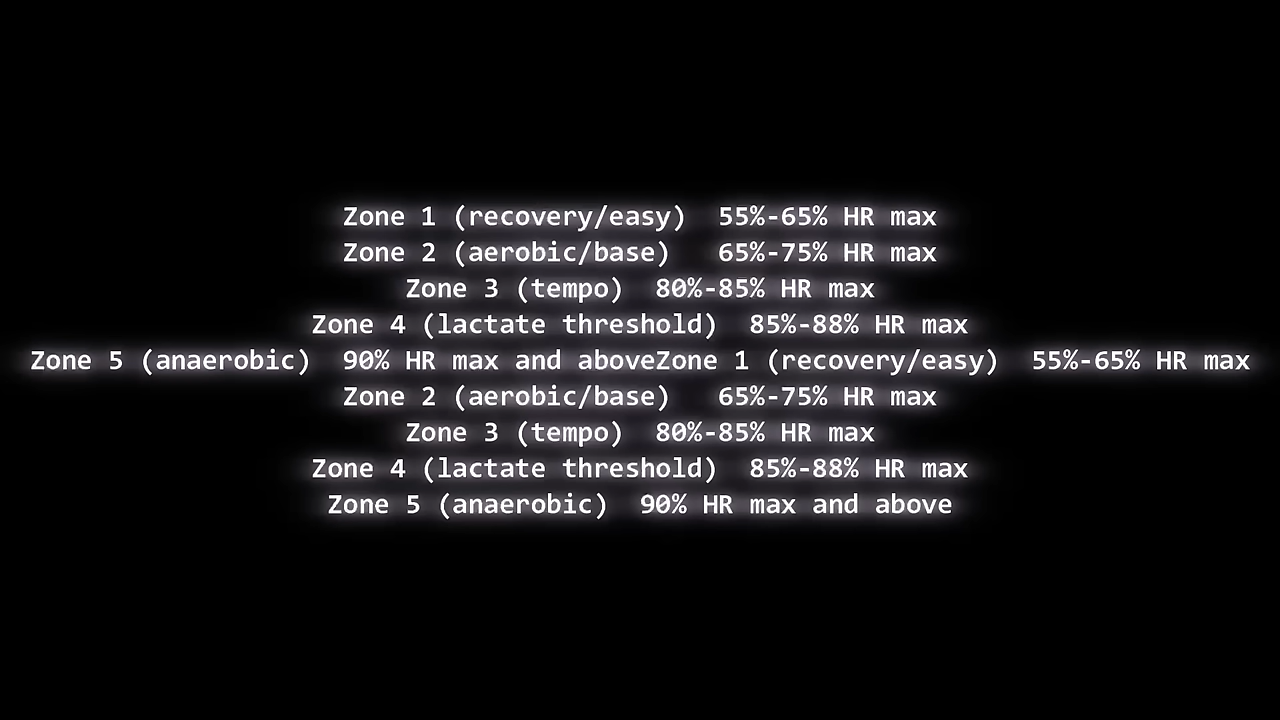 Zone 1 (recovery/easy)  55%-65% HR max
Zone 2 (aerobic/base)   65%-75% HR max
Zone 3 (tempo)  80%-85% HR max
Zone 4 (lactate threshold)  85%-88% HR max
Zone 5 (anaerobic)  90% HR max and aboveZone 1 (recovery/easy)  55%-65% HR max
Zone 2 (aerobic/base)   65%-75% HR max
Zone 3 (tempo)  80%-85% HR max
Zone 4 (lactate threshold)  85%-88% HR max
Zone 5 (anaerobic)  90% HR max and above